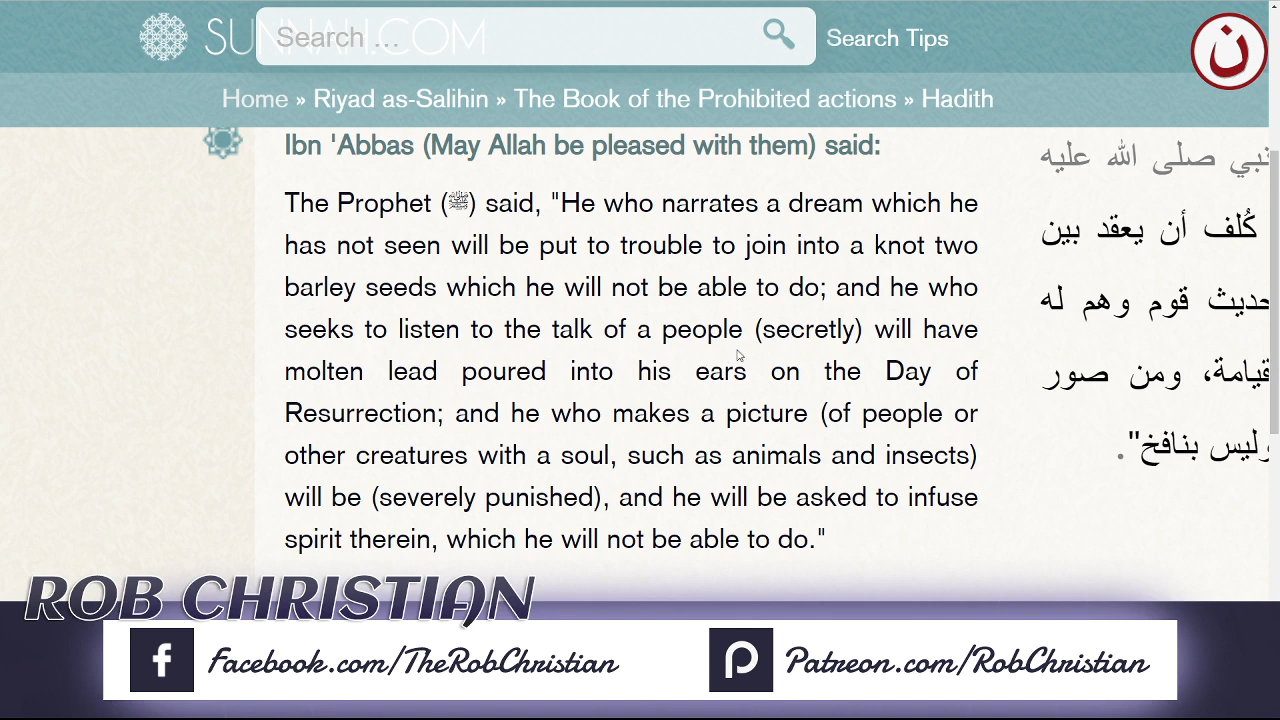 SUNNAH.COM
Search ...
Search Tips
ن
Home » Riyad as-Salihin » The Book of the Prohibited actions » Hadith
Ibn 'Abbas (May Allah be pleased with them) said:
The Prophet (ﷺ) said, "He who narrates a dream which he
has not seen will be put to trouble to join into a knot two
barley seeds which he will not be able to do; and he who
seeks to listen to the talk of a people (secretly) will have
molten lead poured into his ears on the Day of
Resurrection; and he who makes a picture (of people or
other creatures with a soul, such as animals and insects)
will be (severely punished), and he will be asked to infuse
spirit therein, which he will not be able to do."
نبي صلى الله عليه
كُلف أن يعقد بين
حديث قوم وهم له
قيامة، ومن صور
وليس بنافخ".
ROB CHRISTIAN
f Facebook.com/TheRobChristian
Patreon.com/RobChristian